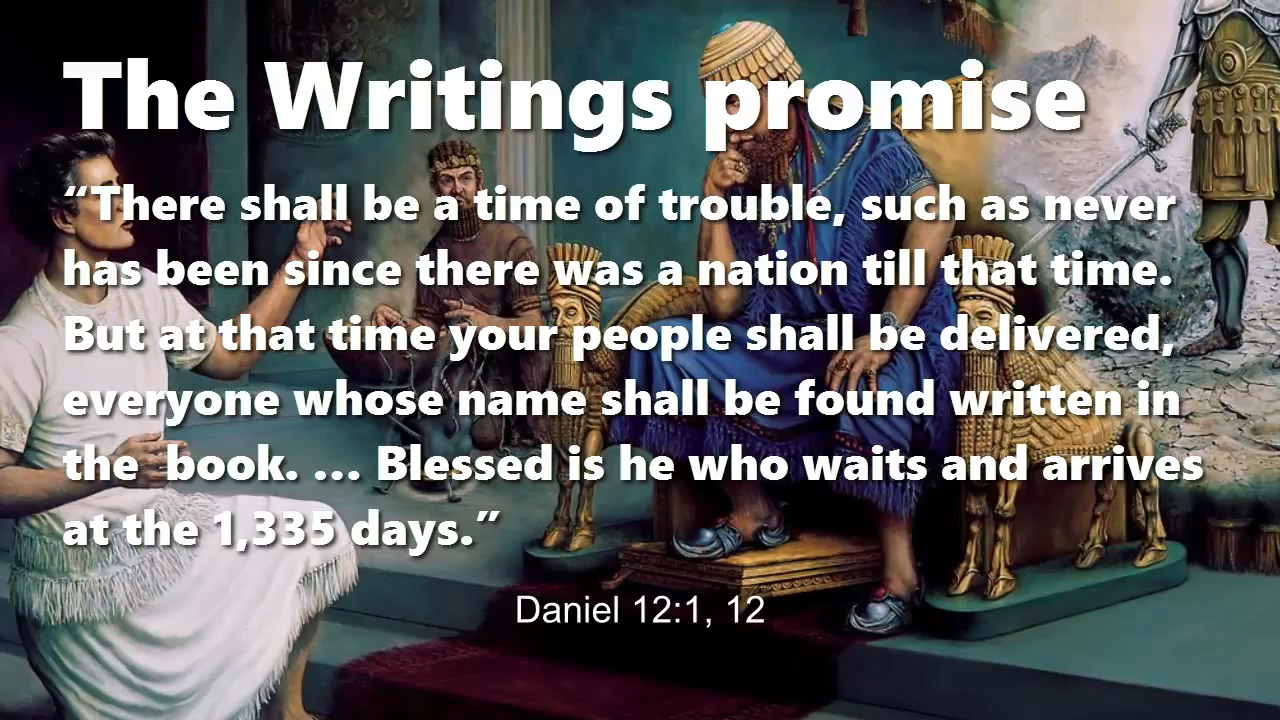 The Writings promise
“There shall be a time of trouble, such as never
has been since there was a nation till that time.
But at that time your people shall be delivered,
everyone whose name shall be found written in
the  book. … Blessed is he who waits and arrives
at the 1,335 days.”
Daniel 12:1, 12